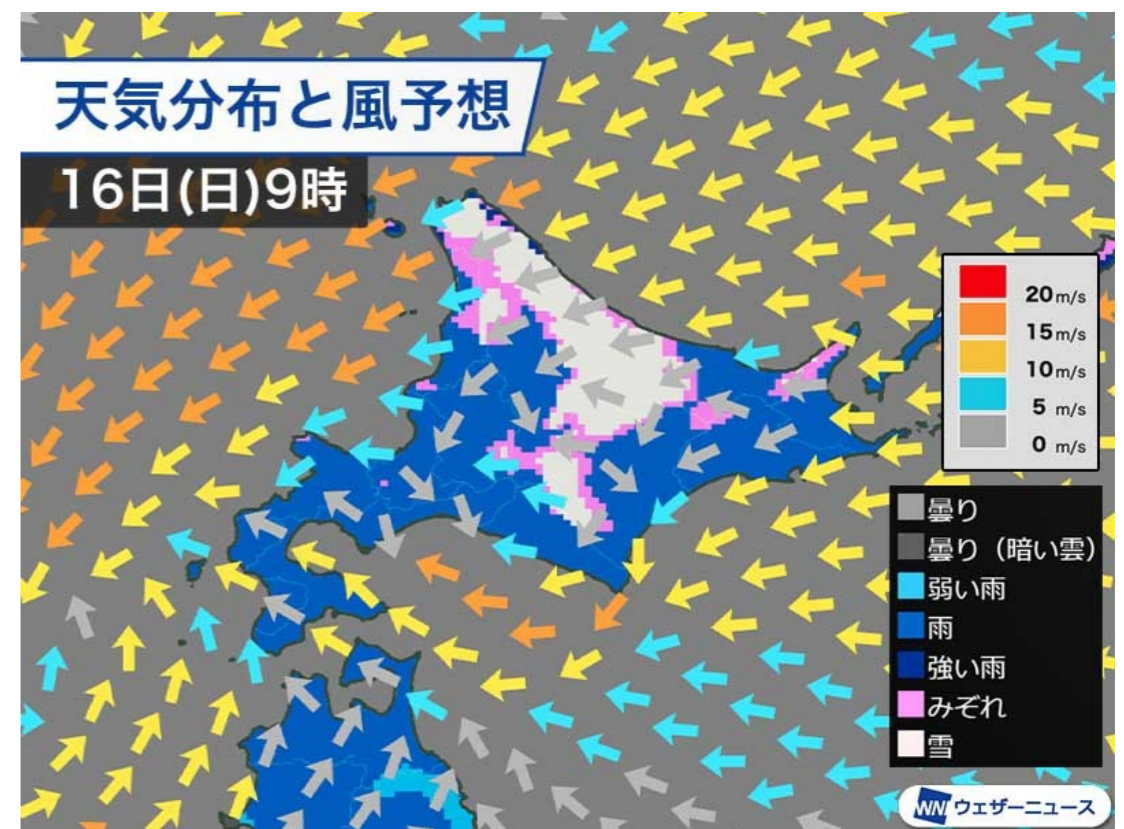 天気分布と風予想
16日(日)9時
20m/s
15m/s
10m/s
5 m/s
0 m/s
曇り
曇り（暗い雲）
弱い雨
雨
強い雨
みぞれ
雪
WN ウェザーニュース